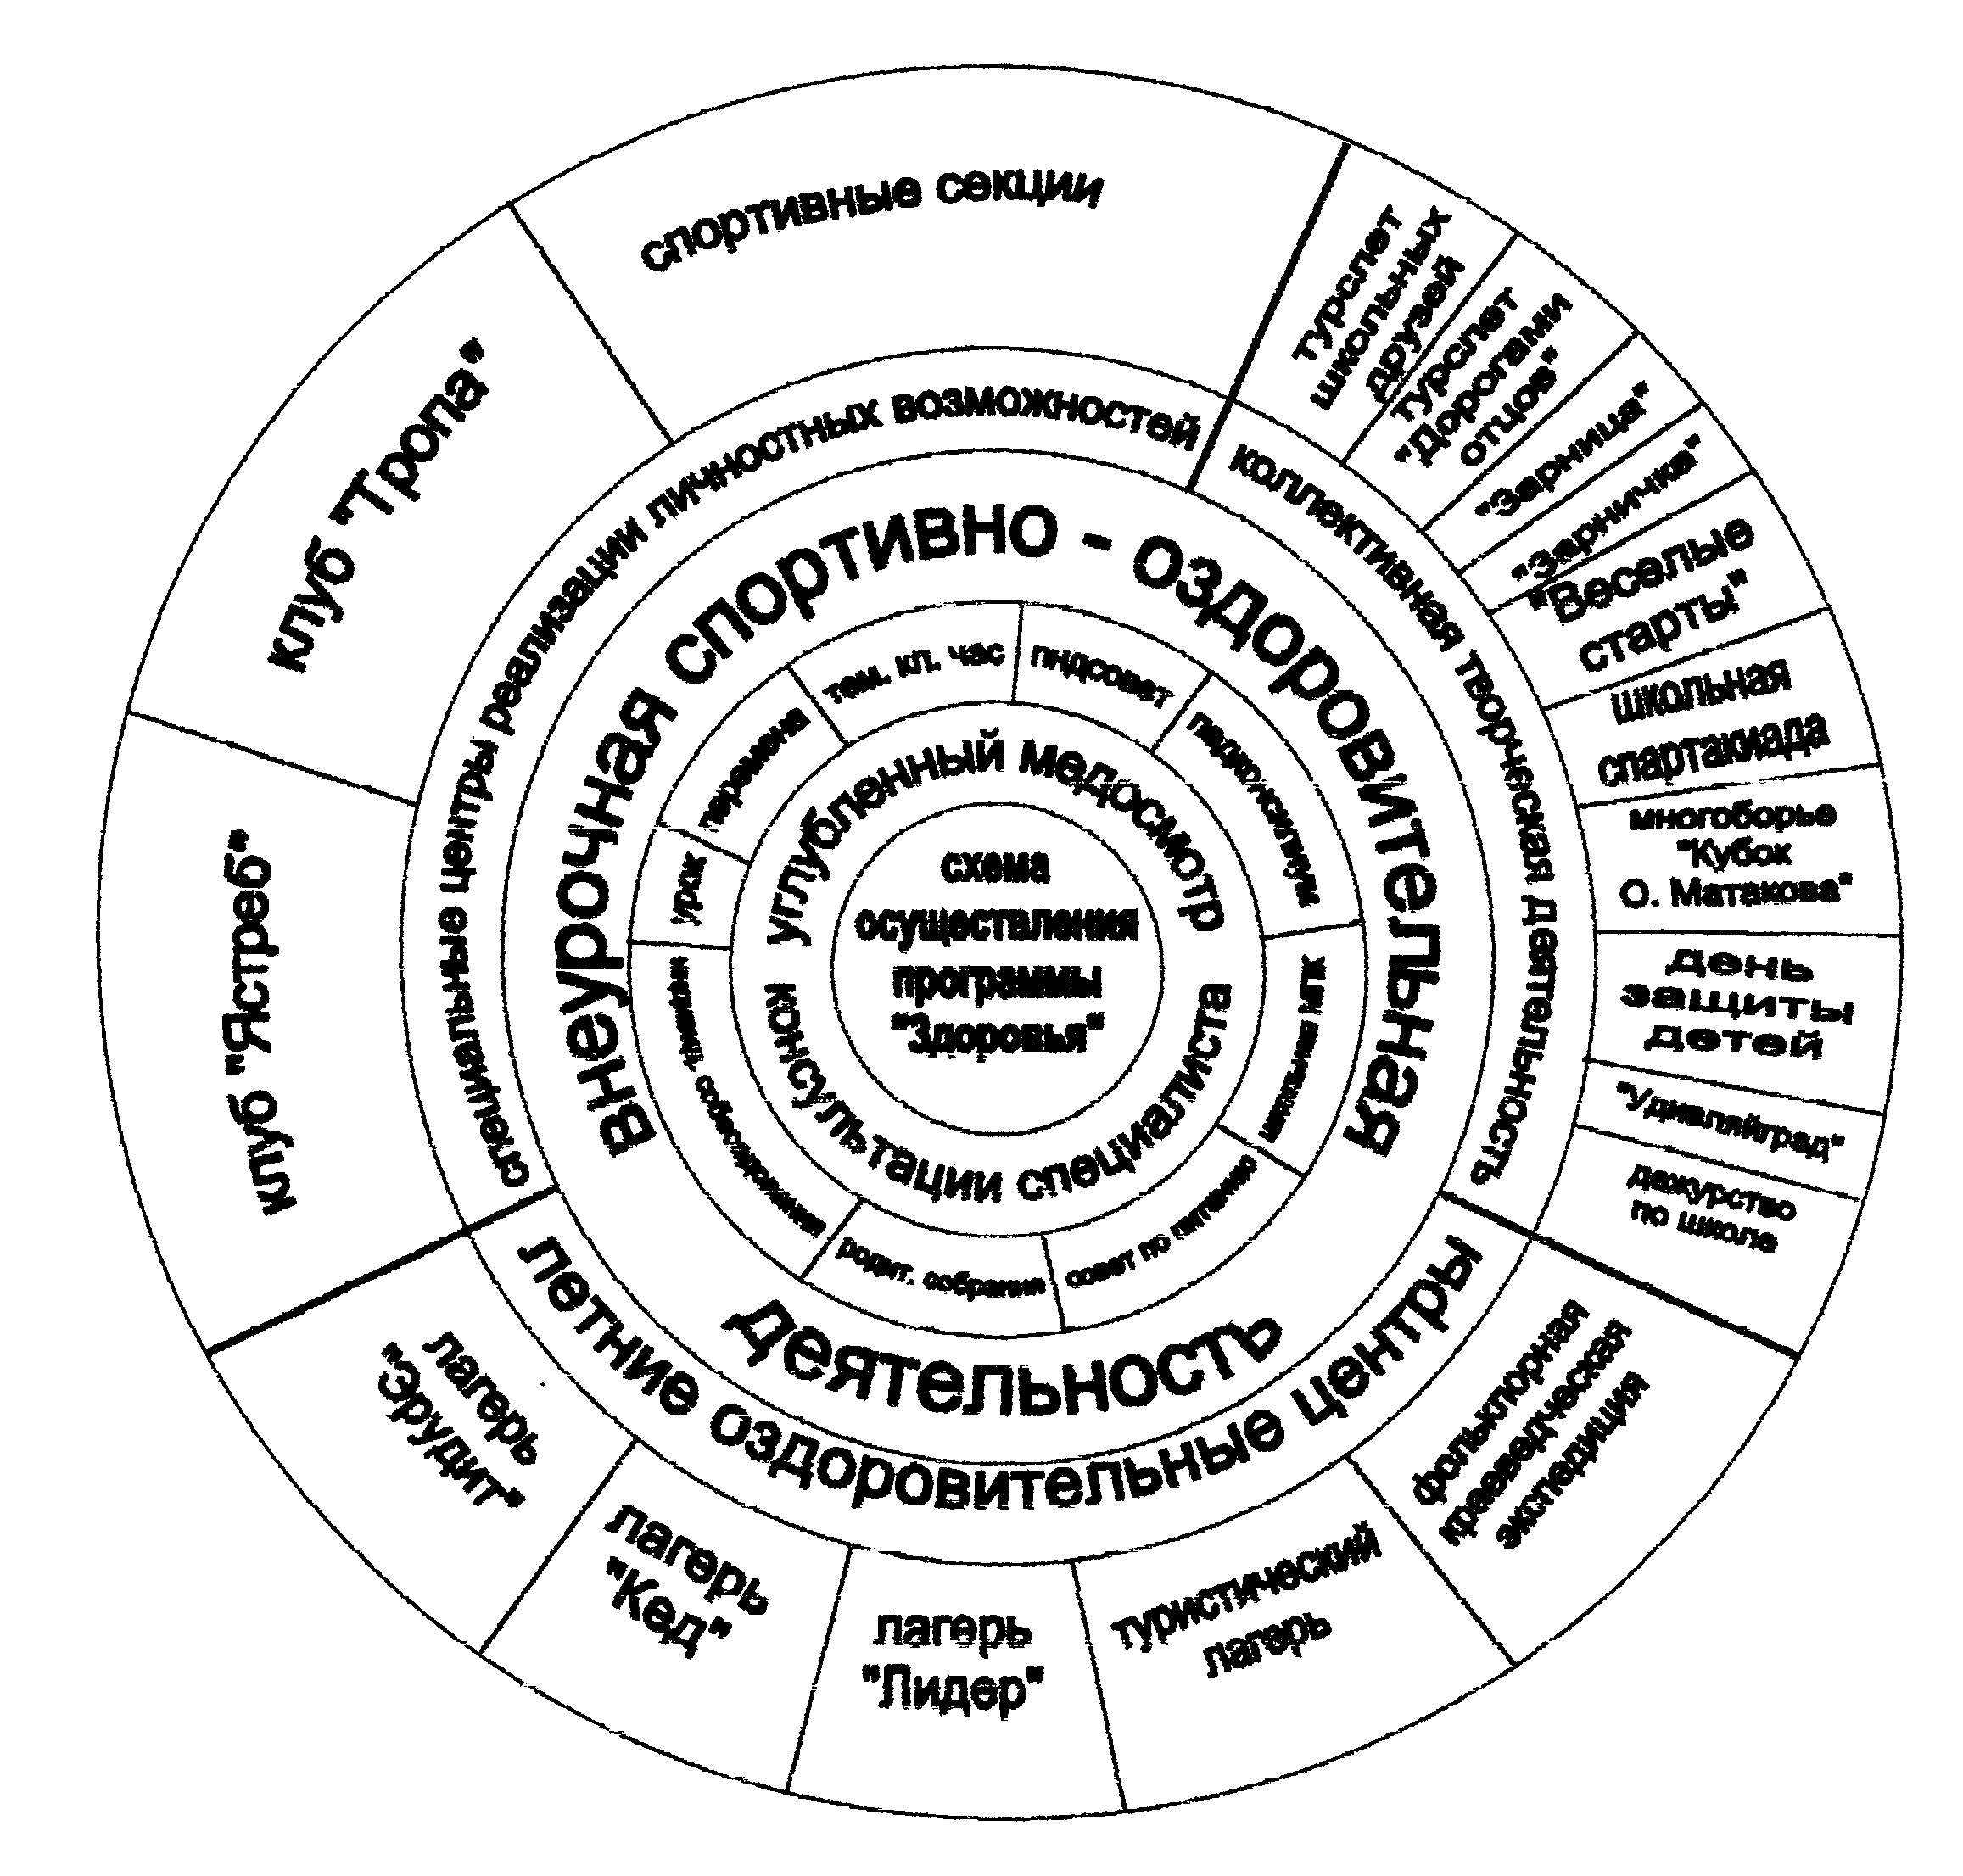 схема
осуществления
программы
"Здоровья"
углубленный медосмотр
консультации специалиста
урок
перемена
тем. кл. час
пндсовет
педконсилиум
школьная МПК
совет по питанию
родит. собрания
собеседования
внеурочная спортивно - оздоровительная
деятельность
специальные центры реализации личностных возможностей
коллективная творческая деятельность
летние оздоровительные центры
клуб "Ястреб"
клуб "Тропа"
спортивные секции
турслет
школьных
друзей
турслет
"Дорогами
отцов"
"Зарница"
"Зарничка"
"Веселые
старты"
школьная
спартакиада
многоборье
"Кубок
О. Матакова"
день
защиты
детей
"Удивляйград"
дежурство
по школе
фольклорная
краеведческая
экспедиция
туристический
лагерь
лагерь
"Лидер"
лагерь
"Кед"
лагерь
"Эрудит"